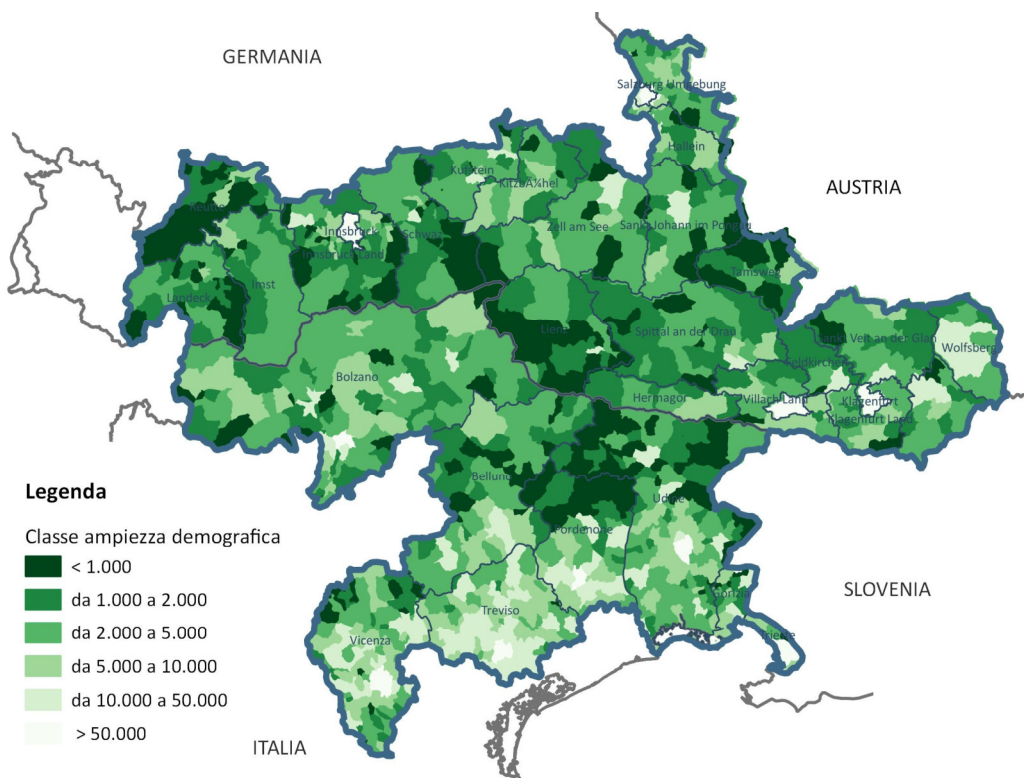 GERMANIA
Salzburg Umgebung
Hallein
AUSTRIA
Kufstein
KitzbÃ¼hel
Reutte
Innsbruck
Innsbruck Land
Schwaz
Zell am See
Sankt Johann im Pongau
Tamsweg
Landeck
Imst
Lienz
Spittal an der Drau
Sankt Veit an der Glan
Wolfsberg
Feldkirchen
Bolzano
Hermagor
Villach Land
Klagenfurt
Klagenfurt Land
Belluno
Udine
Pordenone
Gorizia
SLOVENIA
Treviso
Trieste
Vicenza
ITALIA
Legenda
Classe ampiezza demografica
< 1.000
da 1.000 a 2.000
da 2.000 a 5.000
da 5.000 a 10.000
da 10.000 a 50.000
> 50.000